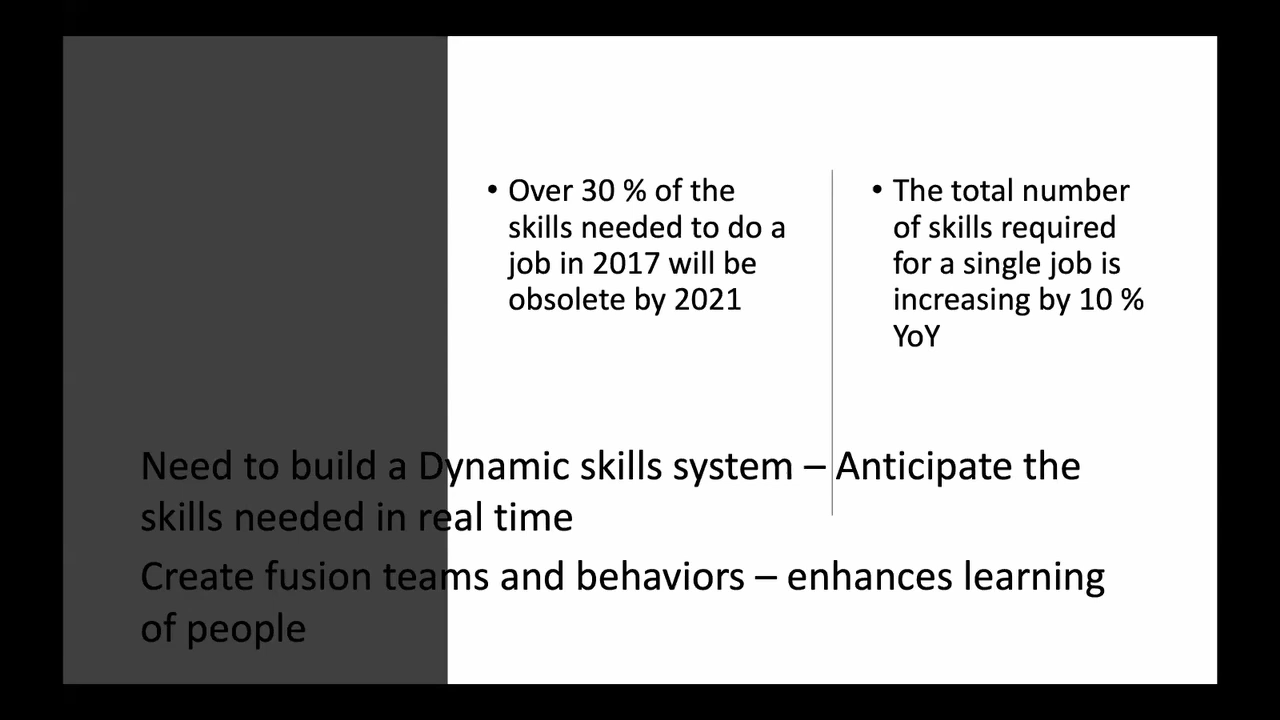 • Over 30 % of the
skills needed to do a
job in 2017 will be
obsolete by 2021
• The total number
of skills required
for a single job is
increasing by 10 %
YoY
Need to build a Dynamic skills system – Anticipate the
skills needed in real time
Create fusion teams and behaviors – enhances learning
of people